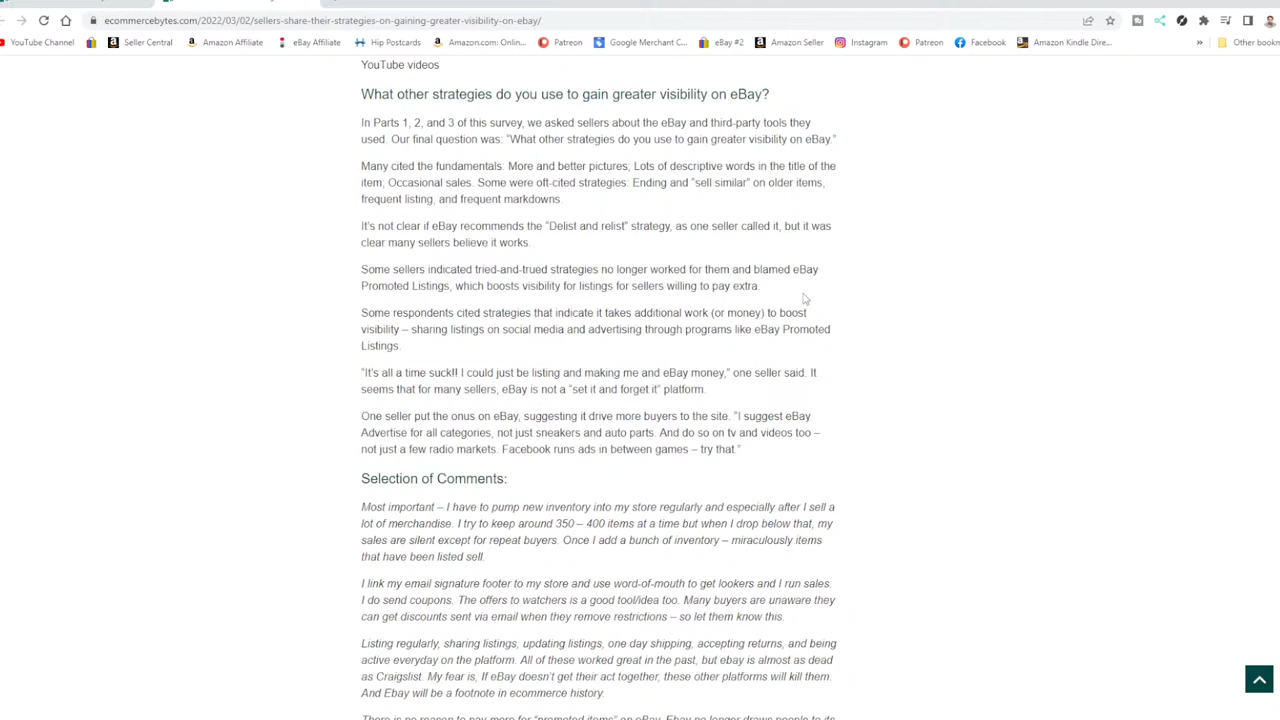 ecommercebytes.com/2022/03/02/sellers-share-their-strategies-on-gaining-greater-visibility-on-ebay/
YouTube Channel Seller Central Amazon Affiliate eBay Affiliate Hip Postcards Amazon.com: Onlin... Patreon Google Merchant C... eBay #2 Amazon Seller Instagram Patreon Facebook Amazon Kindle Dire... » Other book
YouTube videos
What other strategies do you use to gain greater visibility on eBay?
In Parts 1, 2, and 3 of this survey, we asked sellers about the eBay and third-party tools they
used. Our final question was: “What other strategies do you use to gain greater visibility on eBay.”
Many cited the fundamentals: More and better pictures; Lots of descriptive words in the title of the
item; Occasional sales. Some were oft-cited strategies: Ending and “sell similar” on older items,
frequent listing, and frequent markdowns.
It’s not clear if eBay recommends the “Delist and relist” strategy, as one seller called it, but it was
clear many sellers believe it works.
Some sellers indicated tried-and-trued strategies no longer worked for them and blamed eBay
Promoted Listings, which boosts visibility for listings for sellers willing to pay extra.
Some respondents cited strategies that indicate it takes additional work (or money) to boost
visibility – sharing listings on social media and advertising through programs like eBay Promoted
Listings.
“It’s all a time suck!! I could just be listing and making me and eBay money,” one seller said. It
seems that for many sellers, eBay is not a “set it and forget it” platform.
One seller put the onus on eBay, suggesting it drive more buyers to the site. “I suggest eBay
Advertise for all categories, not just sneakers and auto parts. And do so on tv and videos too –
not just a few radio markets. Facebook runs ads in between games – try that.”
Selection of Comments:
Most important – I have to pump new inventory into my store regularly and especially after I sell a
lot of merchandise. I try to keep around 350 – 400 items at a time but when I drop below that, my
sales are silent except for repeat buyers. Once I add a bunch of inventory – miraculously items
that have been listed sell.
I link my email signature footer to my store and use word-of-mouth to get lookers and I run sales.
I do send coupons. The offers to watchers is a good tool/idea too. Many buyers are unaware they
can get discounts sent via email when they remove restrictions – so let them know this.
Listing regularly, sharing listings, updating listings, one day shipping, accepting returns, and being
active everyday on the platform. All of these worked great in the past, but ebay is almost as dead
as Craigslist. My fear is, If eBay doesn’t get their act together, these other platforms will kill them.
And Ebay will be a footnote in ecommerce history.
There is no reason to pay more for “promoted items” on eBay. Ebay no longer draws people to its